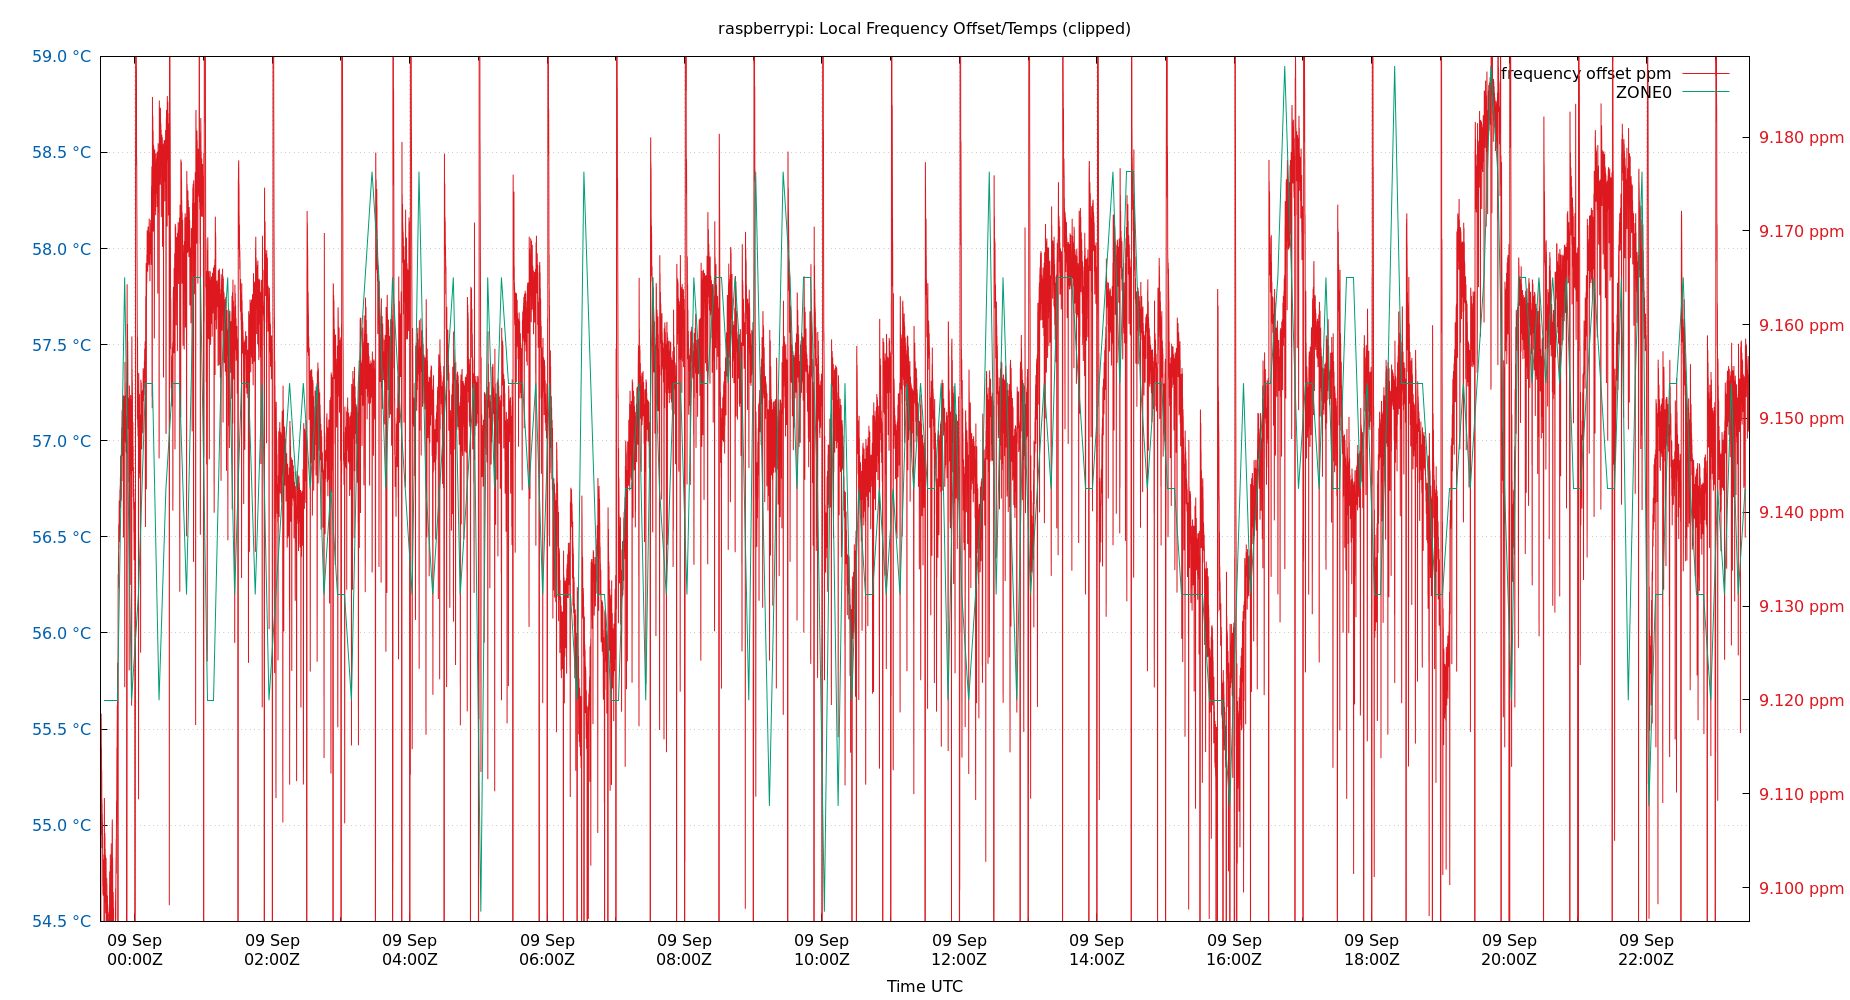 raspberrypi: Local Frequency Offset/Temps (clipped)
frequency offset ppm
ZONE0
59.0 °C
58.5 °C
58.0 °C
57.5 °C
57.0 °C
56.5 °C
56.0 °C
55.5 °C
55.0 °C
54.5 °C
9.180 ppm
9.170 ppm
9.160 ppm
9.150 ppm
9.140 ppm
9.130 ppm
9.120 ppm
9.110 ppm
9.100 ppm
09 Sep 09 Sep 09 Sep 09 Sep 09 Sep 09 Sep 09 Sep 09 Sep 09 Sep 09 Sep 09 Sep 09 Sep
00:00Z 02:00Z 04:00Z 06:00Z 08:00Z 10:00Z 12:00Z 14:00Z 16:00Z 18:00Z 20:00Z 22:00Z
Time UTC